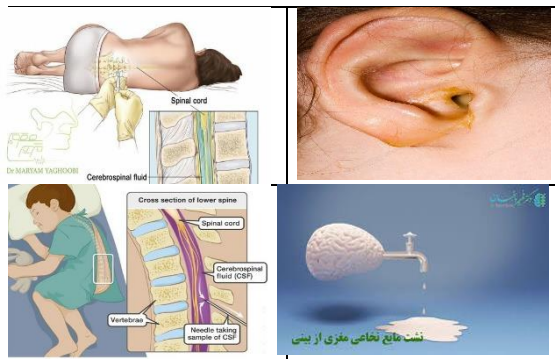 Spinal cord
Dr MARYAM YAGHOOBI
Cerebrospinal fluid
Cross section of lower spine
Spinal cord
Cerebrospinal
fluid (CSF)
Vertebrae
Needle taking
sample of CSF
نشت مایع نخاعی مغزی از بینی